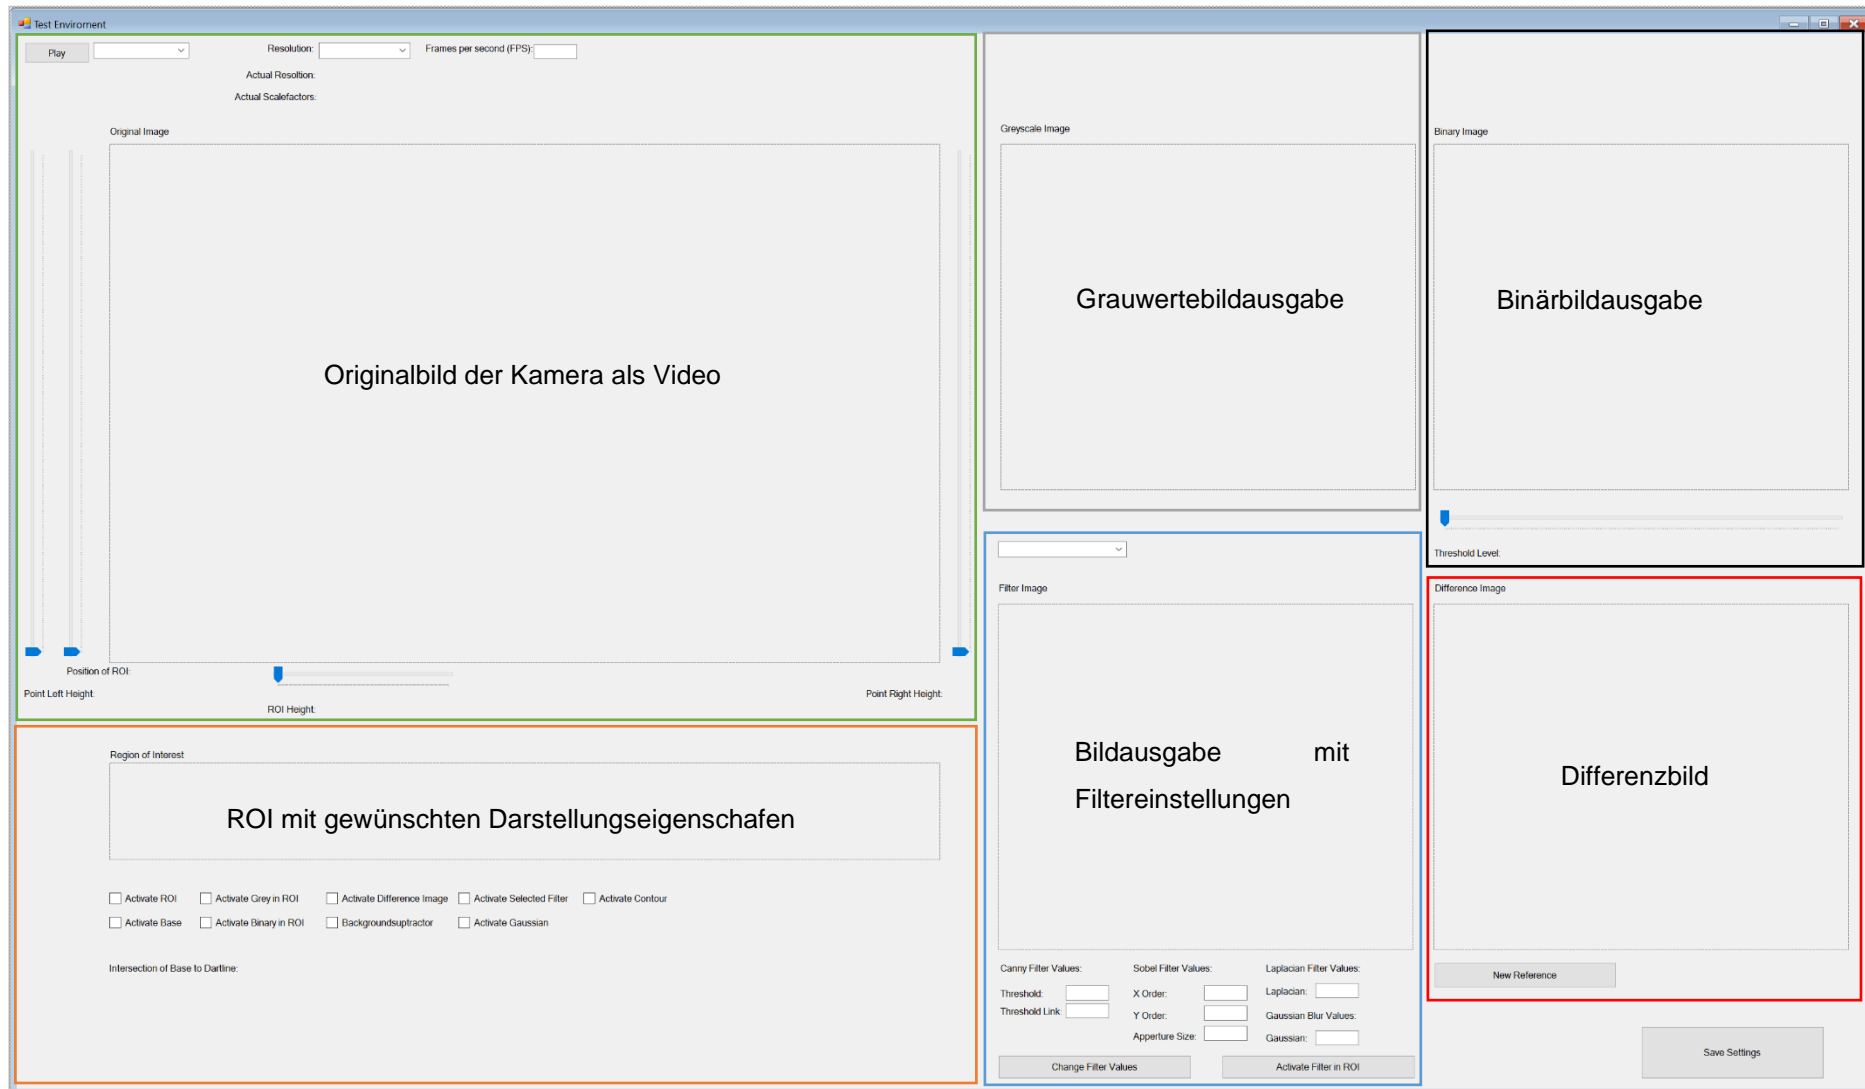 Test Enviroment
Play
Resolution:
Frames per second (FPS):
Actual Resoltion:
Actual Scalefactors:
Original Image
Originalbild der Kamera als Video
Position of ROI:
Point Left Height:
ROI Height:
Point Right Height:
Greyscale Image
Grauwertebildausgabe
Binary Image
Binärbildausgabe
Threshold Level:
Region of Interest
ROI mit gewünschten Darstellungseigenschafen
Activate ROI
Activate Grey in ROI
Activate Difference Image
Activate Selected Filter
Activate Contour
Activate Base
Activate Binary in ROI
Backgroundsuptractor
Activate Gaussian
Intersection of Base to Dartline:
Filter Image
Bildausgabe mit
Filtereinstellungen
Canny Filter Values:
Sobel Filter Values:
Laplacian Filter Values:
Threshold:
X Order:
Laplacian:
Threshold Link:
Y Order:
Gaussian Blur Values:
Apperture Size:
Gaussian:
Change Filter Values
Activate Filter in ROI
Difference Image
Differenzbild
New Reference
Save Settings